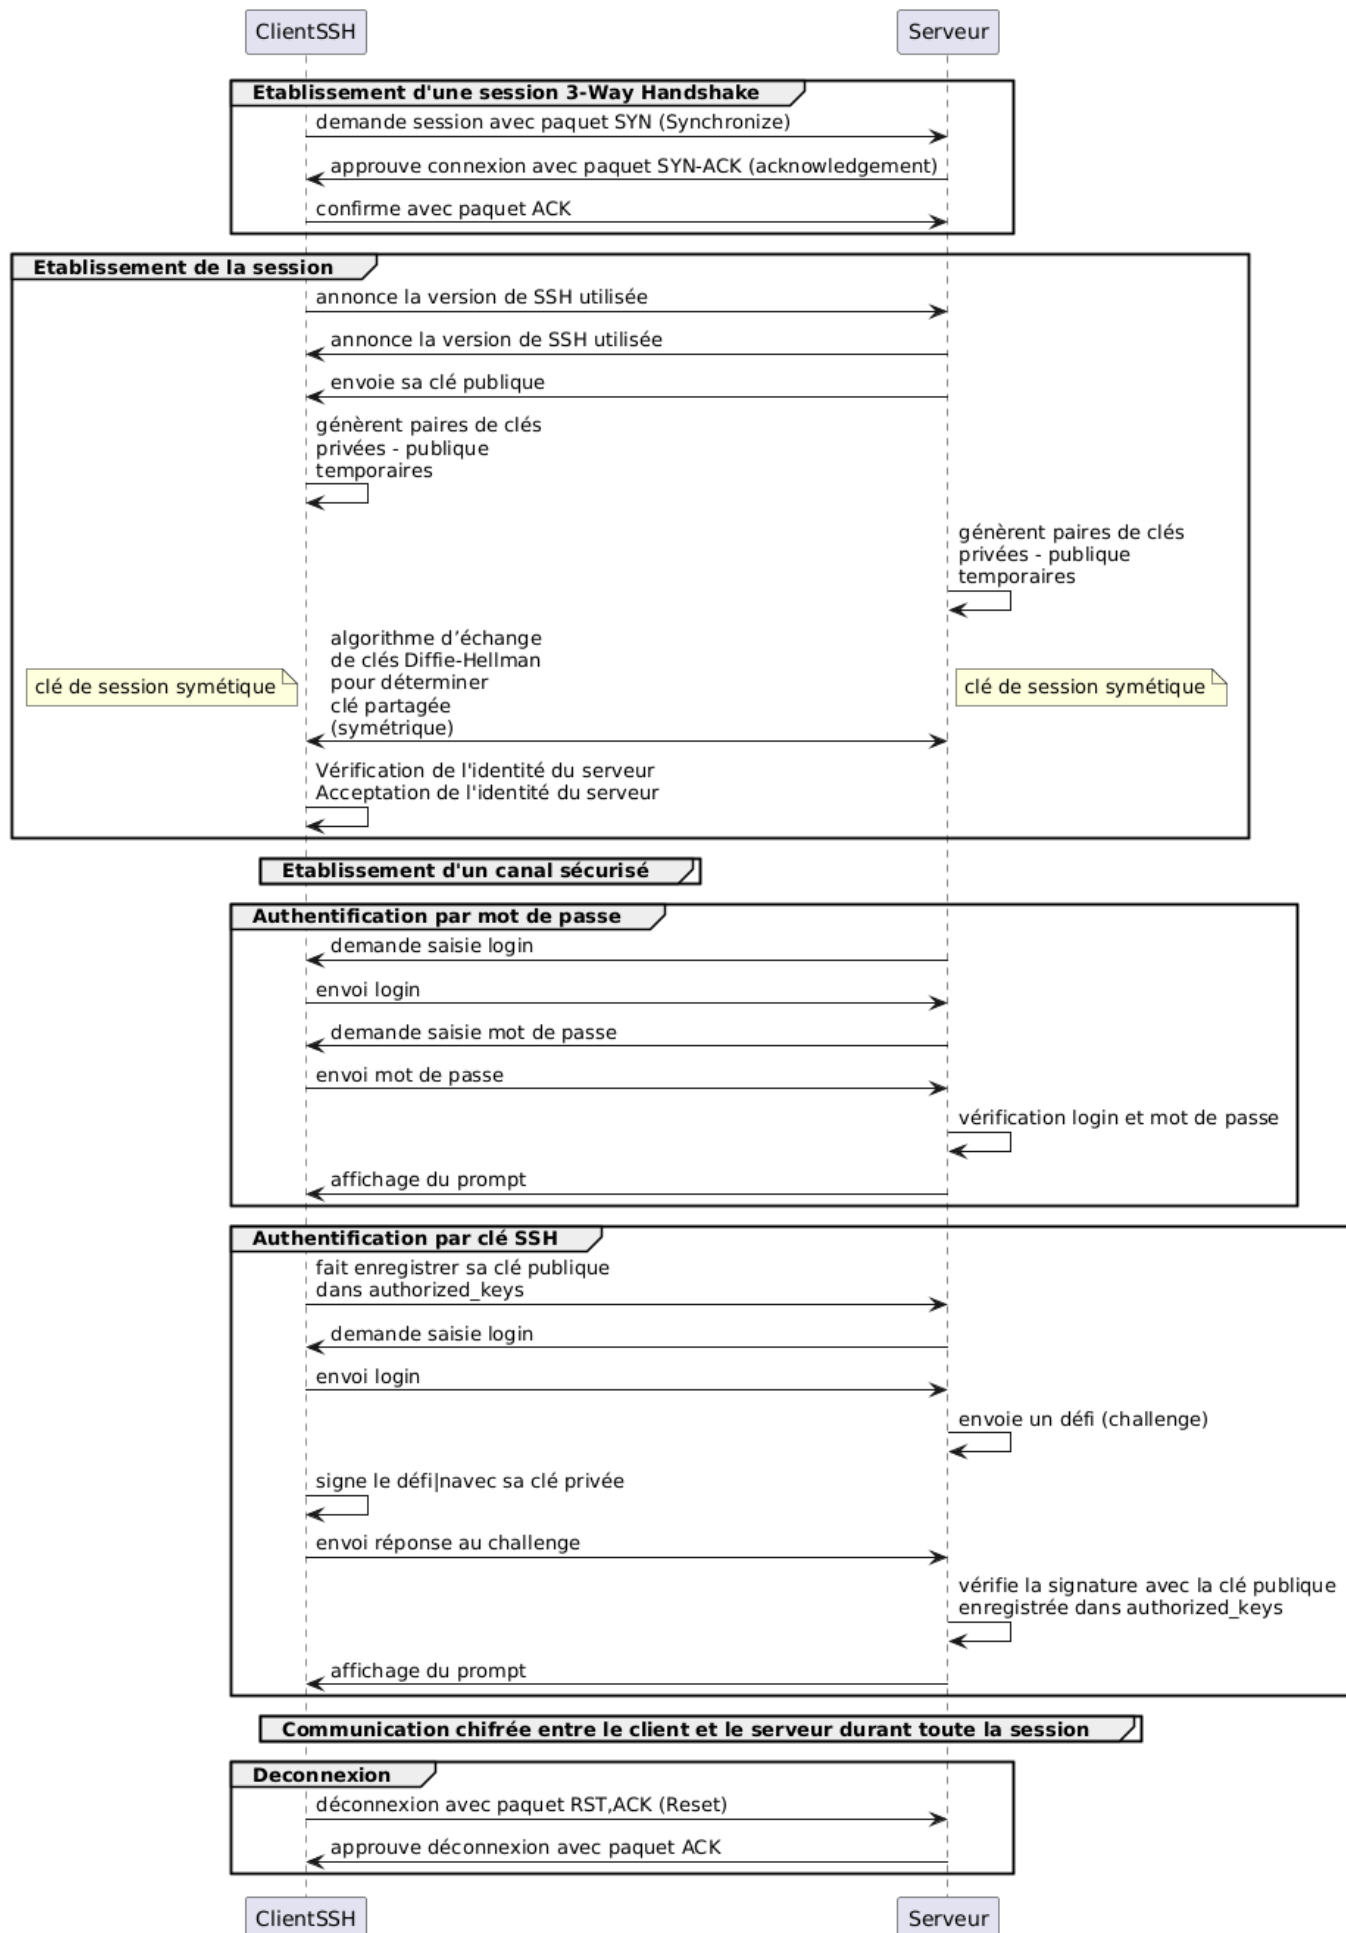 ClientSSH
Serveur
Etablissement d'une session 3-Way Handshake
demande session avec paquet SYN (Synchronize)
approuve connexion avec paquet SYN-ACK (acknowledgement)
confirme avec paquet ACK
Etablissement de la session
annonce la version de SSH utilisée
annonce la version de SSH utilisée
envoie sa clé publique
génèrent paires de clés
privées - publique
temporaires
génèrent paires de clés
privées - publique
temporaires
algorithme d’échange
de clés Diffie-Hellman
pour déterminer
clé partagée
(symétrique)
clé de session symétique
clé de session symétique
Vérification de l'identité du serveur
Acceptation de l'identité du serveur
Etablissement d'un canal sécurisé
Authentification par mot de passe
demande saisie login
envoi login
demande saisie mot de passe
envoi mot de passe
vérification login et mot de passe
affichage du prompt
Authentification par clé SSH
fait enregistrer sa clé publique
dans authorized_keys
demande saisie login
envoi login
envoie un défi (challenge)
signe le défi|navec sa clé privée
envoi réponse au challenge
vérifie la signature avec la clé publique
enregistrée dans authorized_keys
affichage du prompt
Communication chifrée entre le client et le serveur durant toute la session
Deconnexion
déconnexion avec paquet RST,ACK (Reset)
approuve déconnexion avec paquet ACK
ClientSSH
Serveur